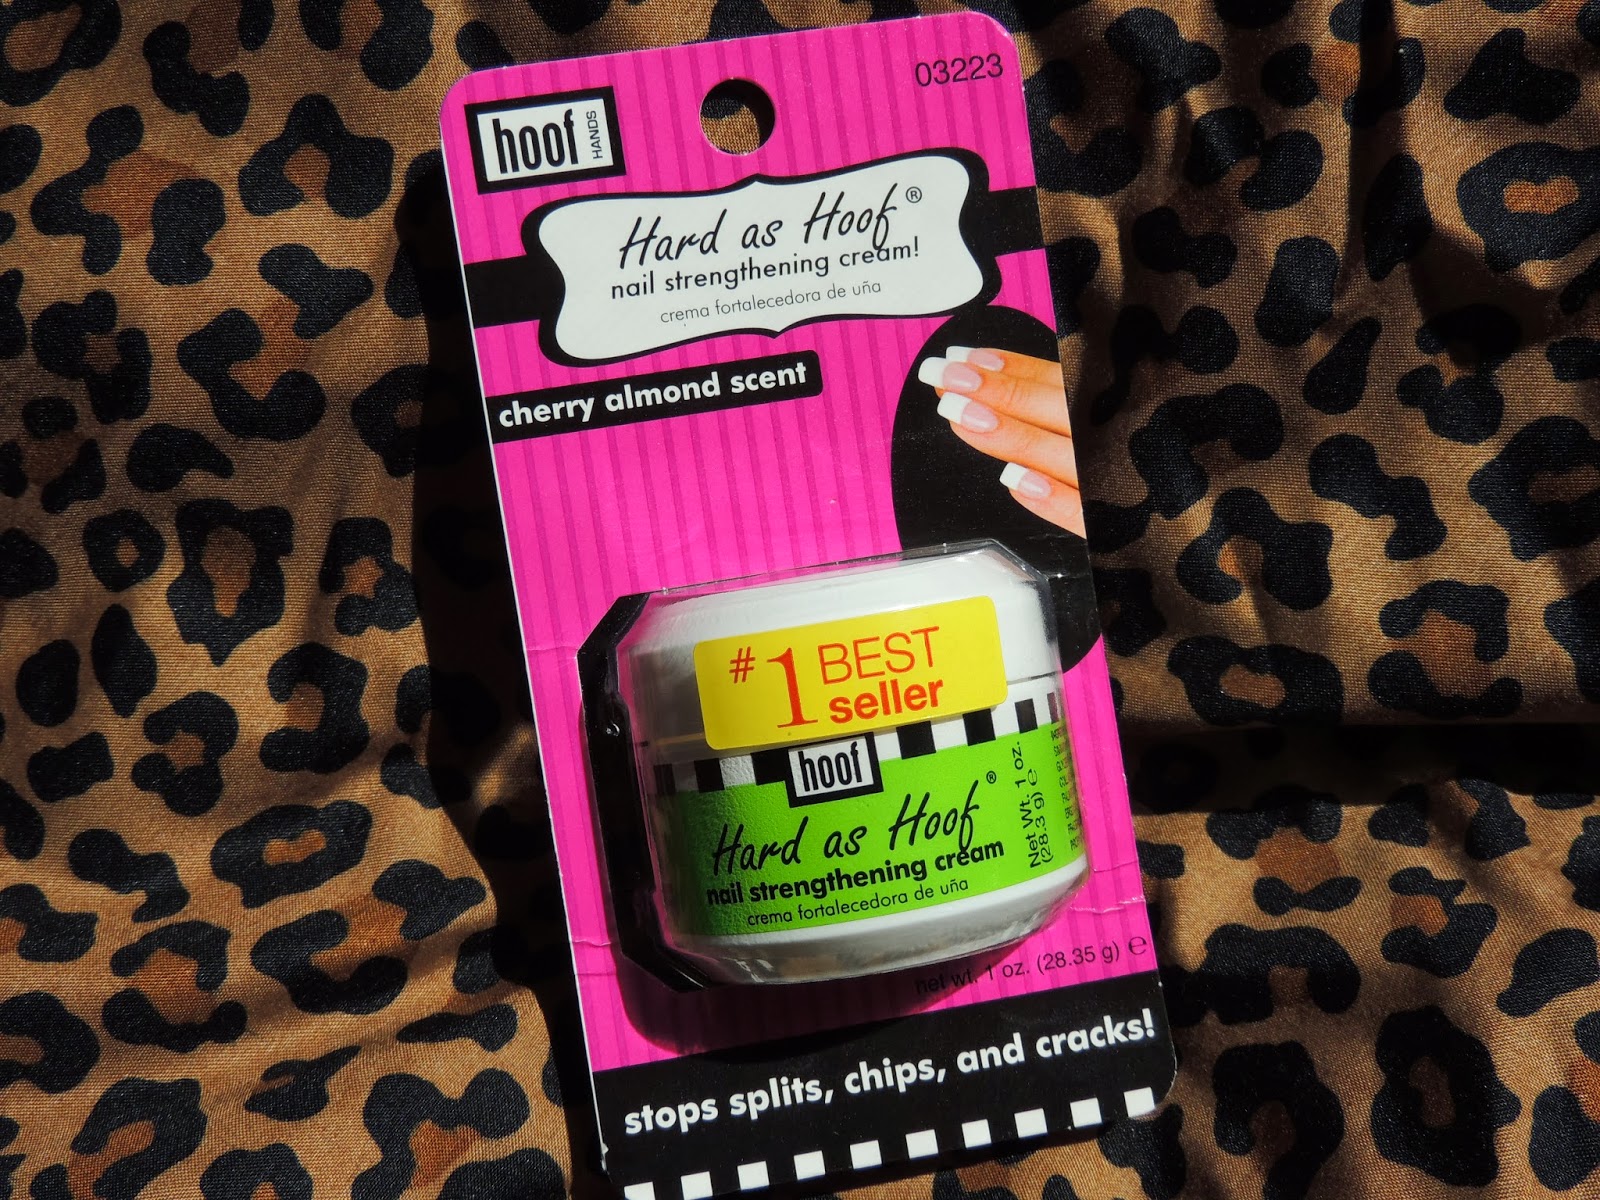 03223
hoof HANDS
Hard as Hoof®
nail strengthening cream!
crema fortalecedora de uña
cherry almond scent
#1 BEST
seller
hoof
Hard as Hoof®
nail strengthening cream
crema fortalecedora de uña
Net Wt. 1 oz.
(28.3 g) ℮
net wt. 1 oz. (28.35 g) ℮
stops splits, chips, and cracks!